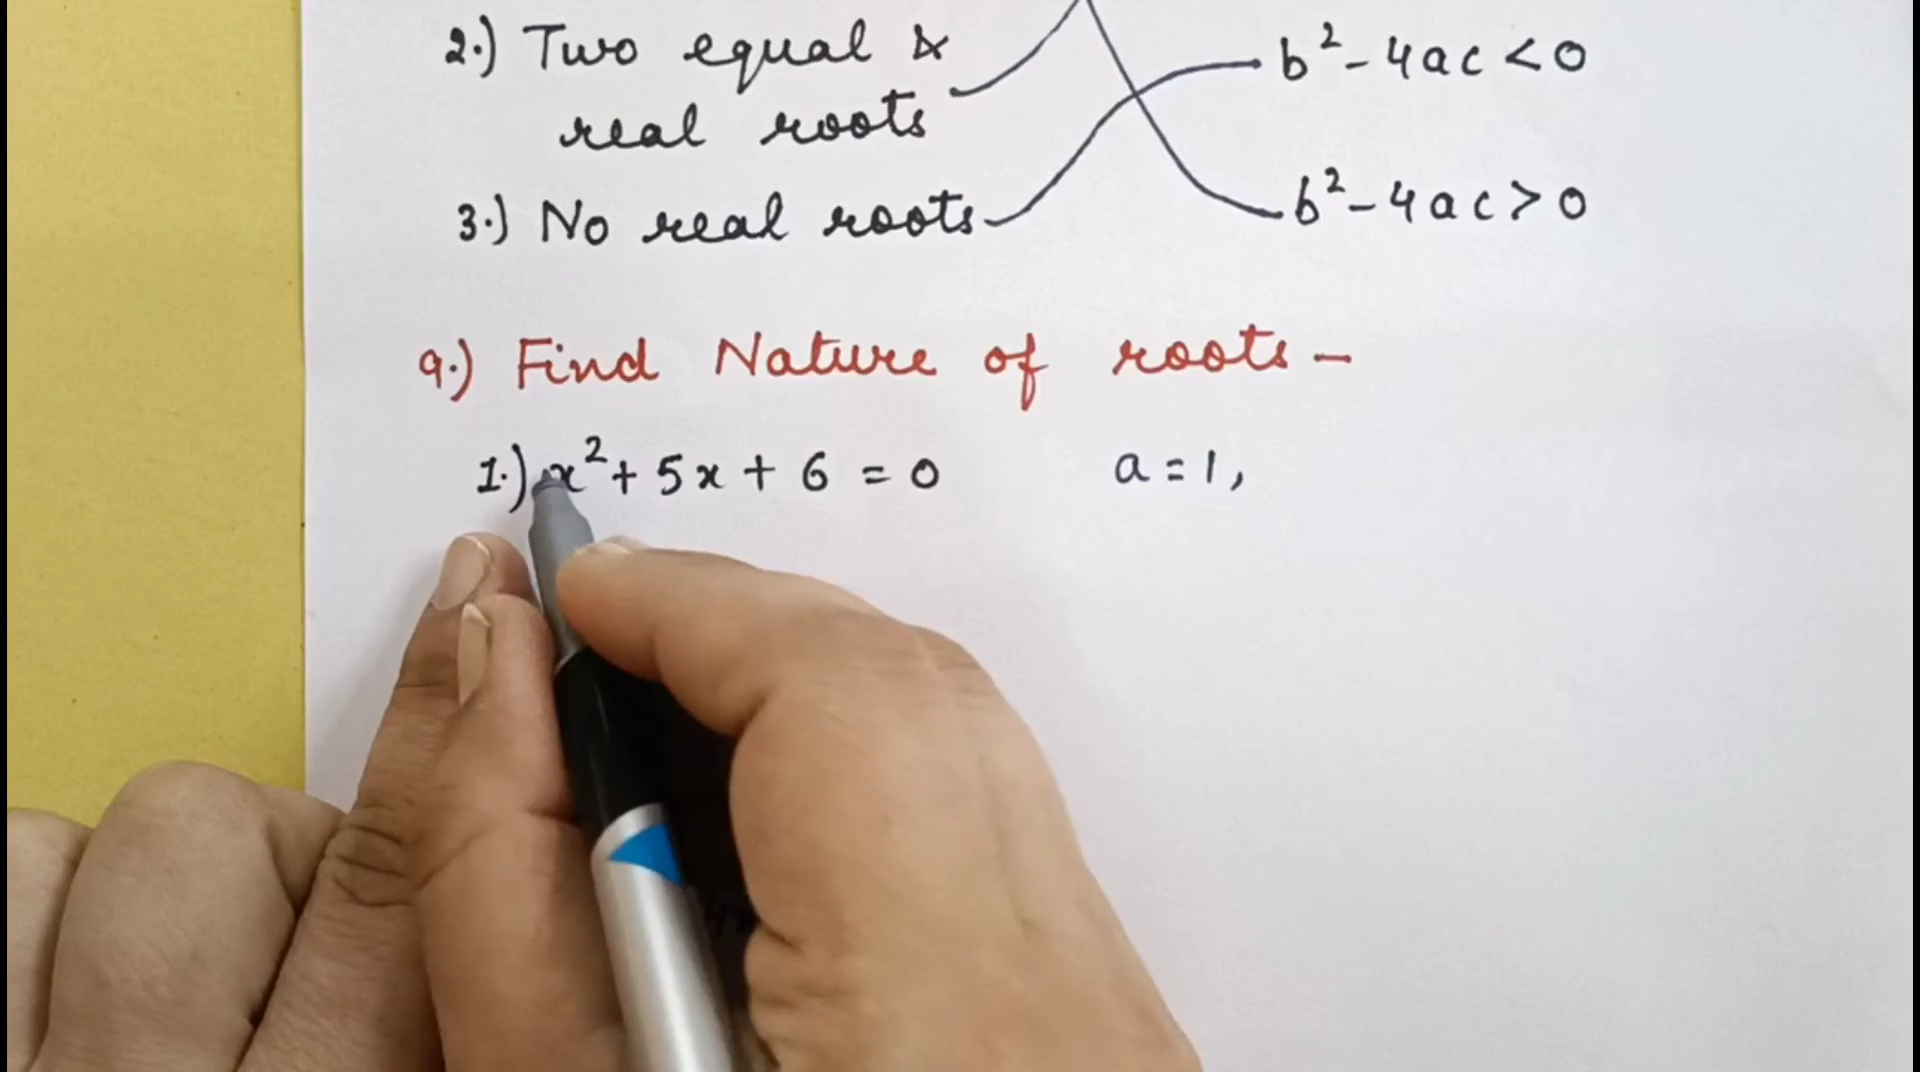 2.) Two equal &
real roots
b²-4ac<0
3.) No real roots
b²-4ac>0
q.) Find Nature of roots-
1.) x²+5x+6=0 a=1,